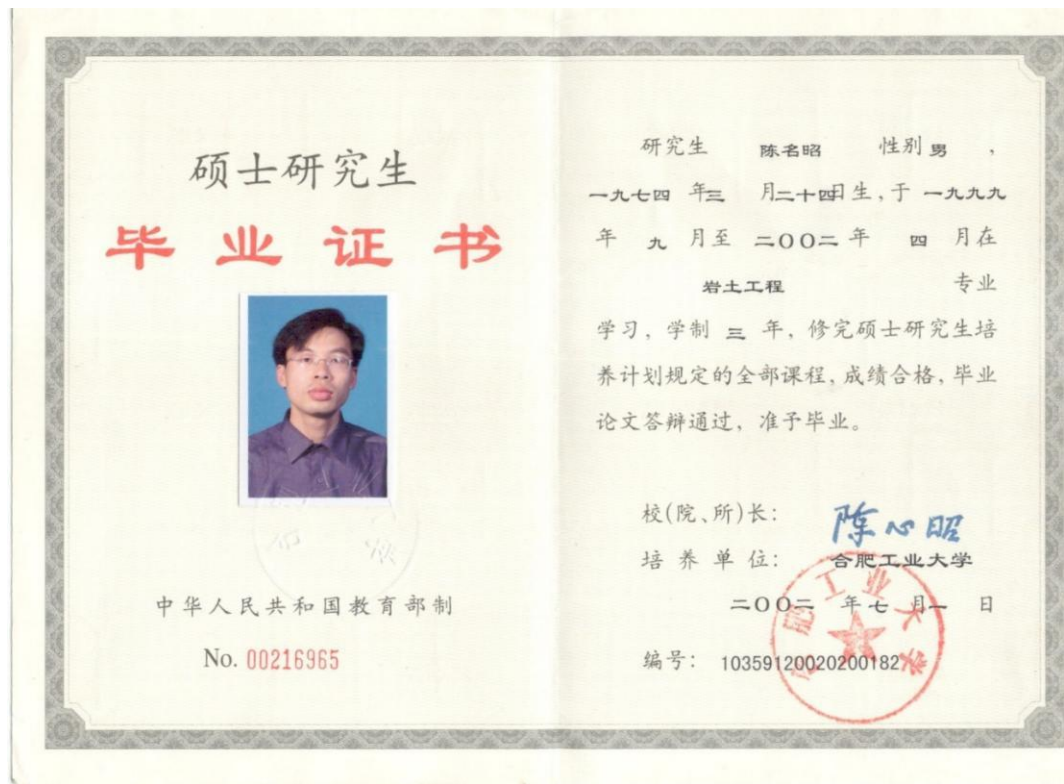 硕士研究生
毕业证书
中华人民共和国教育部制
No. 00216965
研究生 陈名昭 性别 男 ，
一九七四 年 三 月 二十四 日生，于 一九九九
年 九 月至 二〇〇二 年 四 月在
岩土工程 专业
学习，学制 三 年，修完硕士研究生培
养计划规定的全部课程，成绩合格，毕业
论文答辩通过，准予毕业。
校(院、所)长： 陈心昭
培养单位： 合肥工业大学
二〇〇二 年 七 月 一 日
编号： 10359120020200182
合肥工业大学